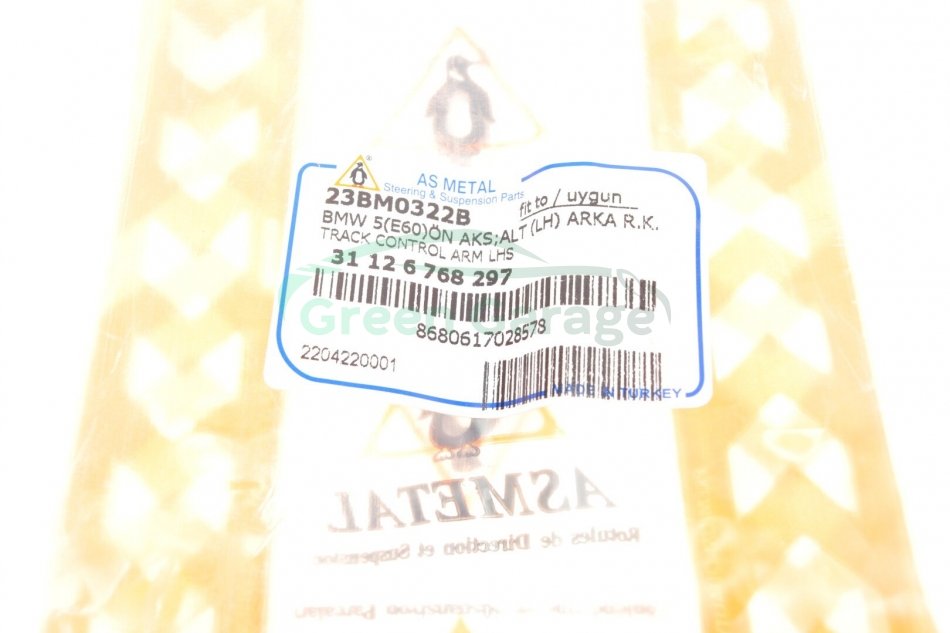 AS METAL
Steering & Suspension Parts
23BM0322B
fit to / uygun
BMW 5(E60)ÖN AKS;ALT (LH) ARKA R.K.
TRACK CONTROL ARM LHS
31 12 6 768 297
Green Garage
8680617028578
2204220001
MADE IN TURKEY
ASMETAL
Rotules de Direction et Suspension